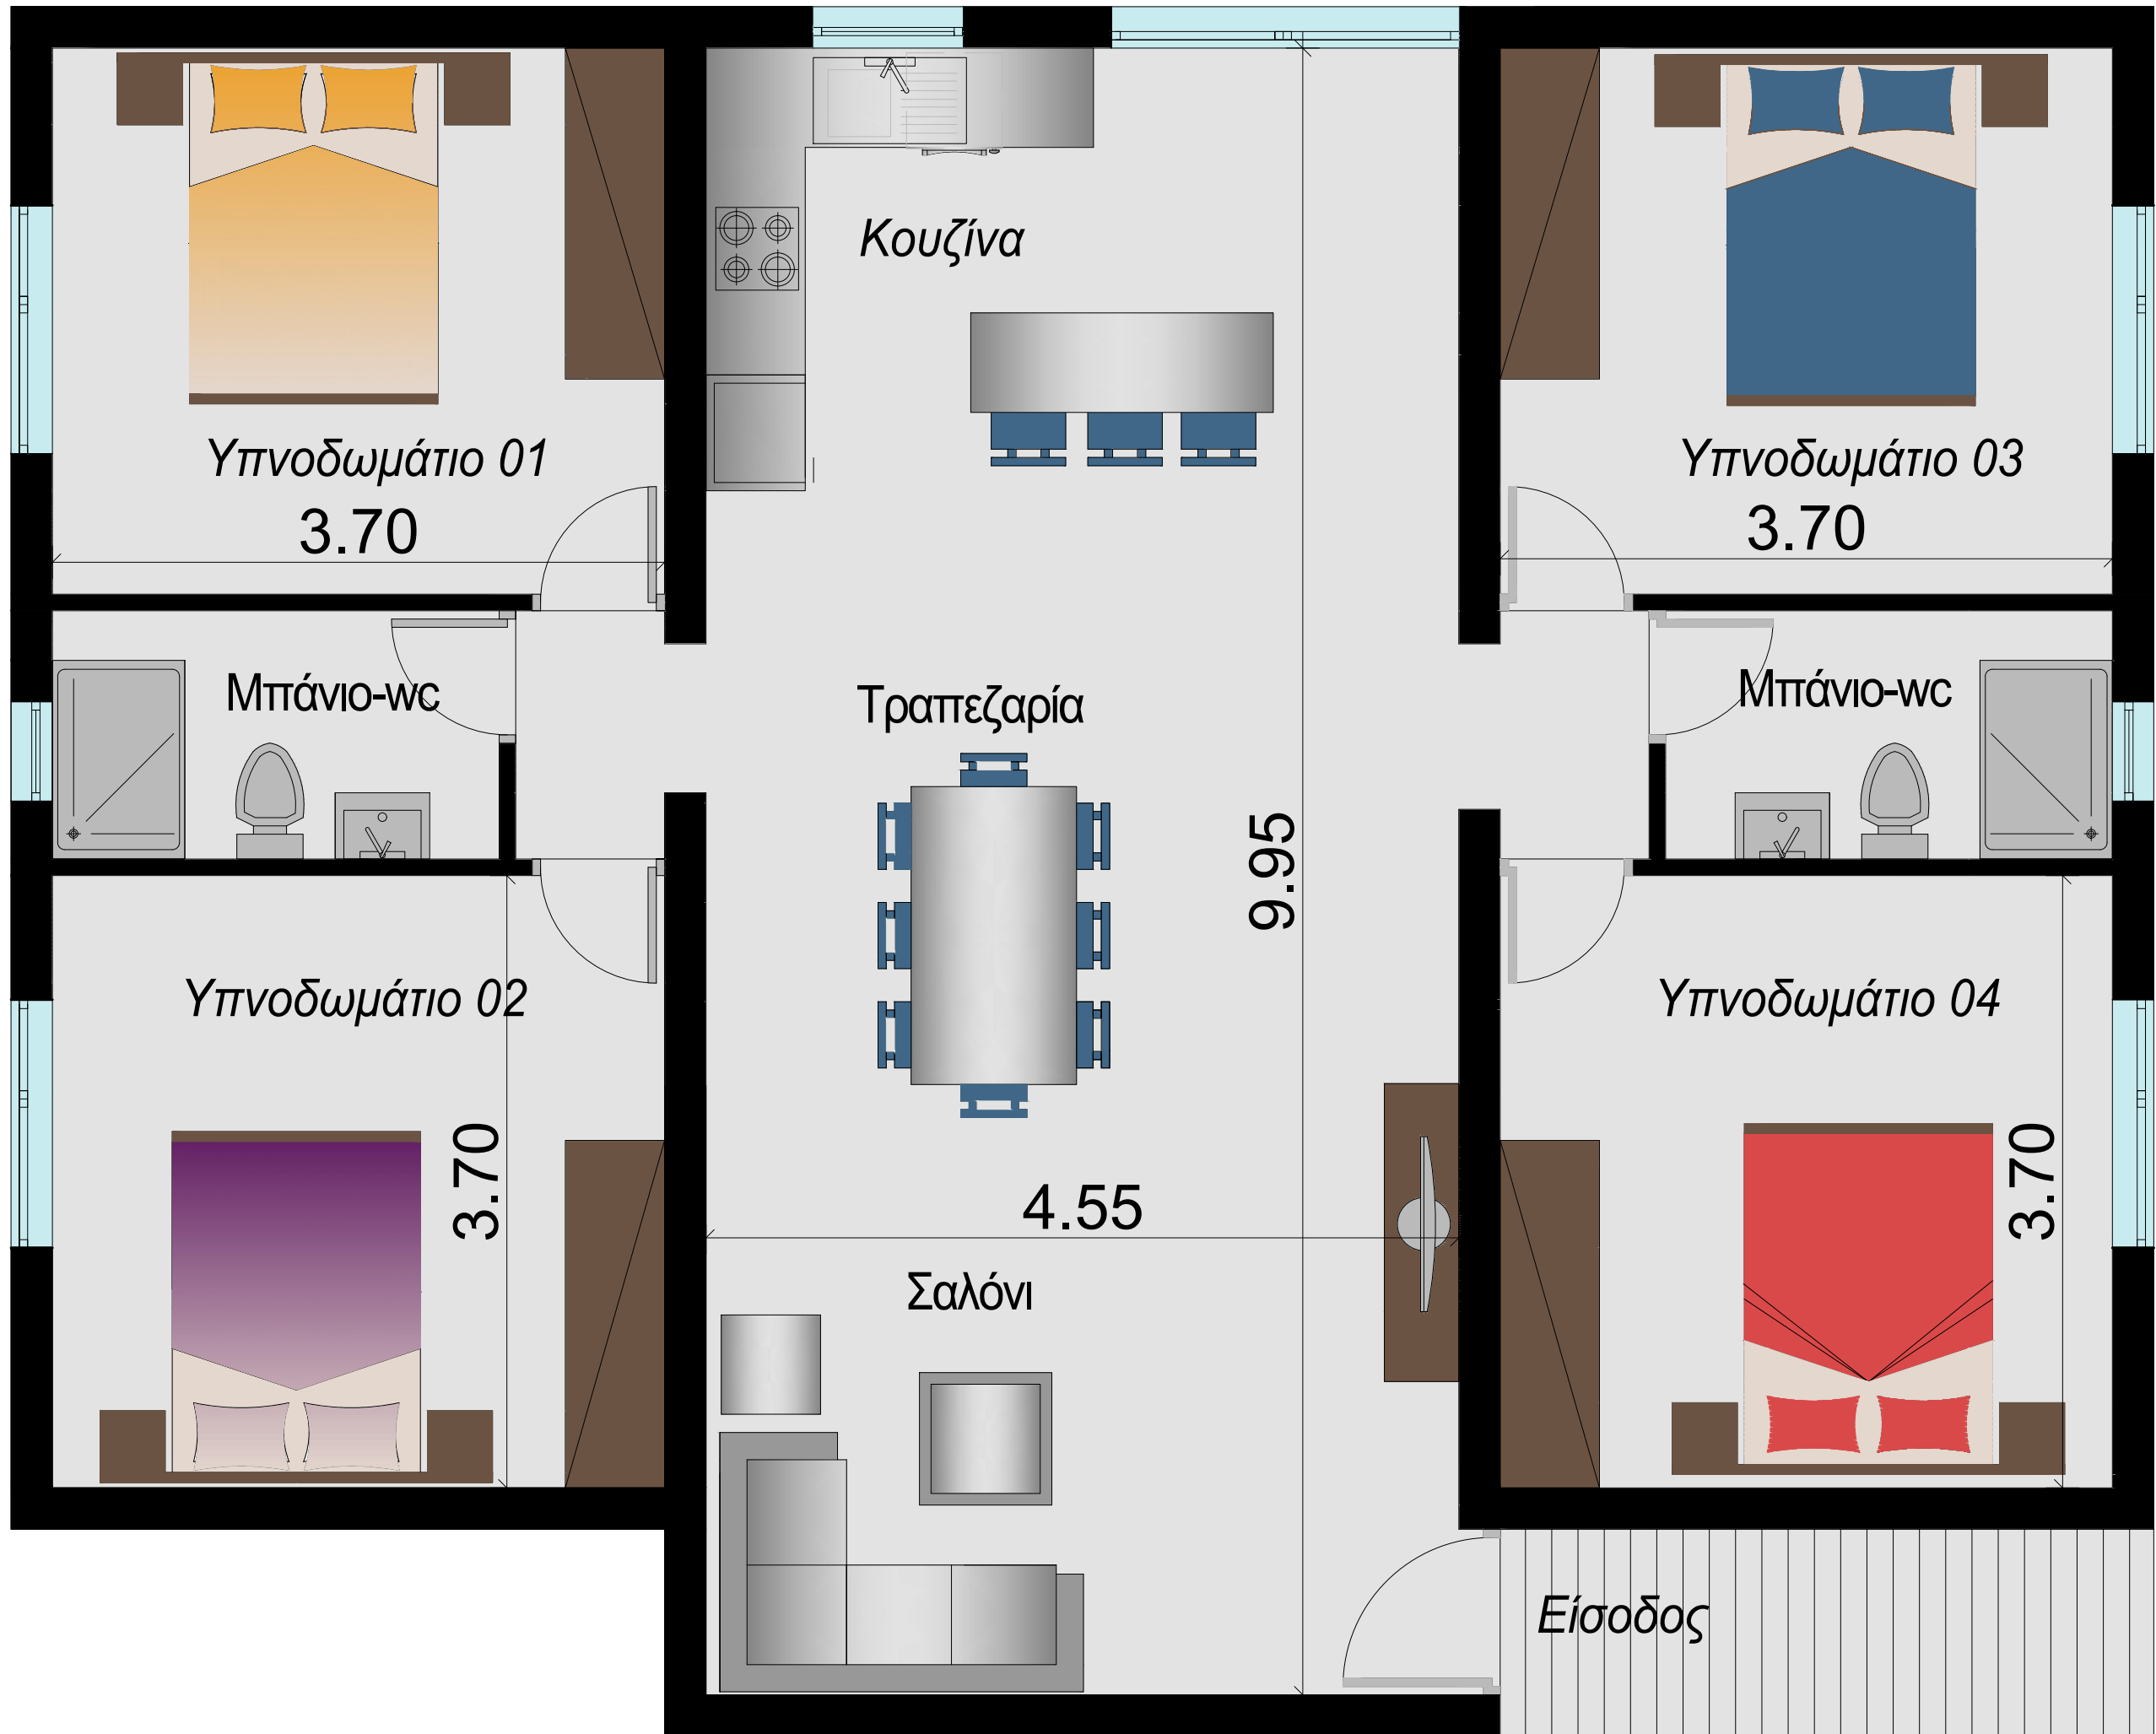 Κουζίνα
Υπνοδωμάτιο 01
3.70
Υπνοδωμάτιο 03
3.70
Μπάνιο-wc
Τραπεζαρία
Μπάνιο-wc
9.95
Υπνοδωμάτιο 02
Υπνοδωμάτιο 04
3.70
4.55
3.70
Σαλόνι
Είσοδος